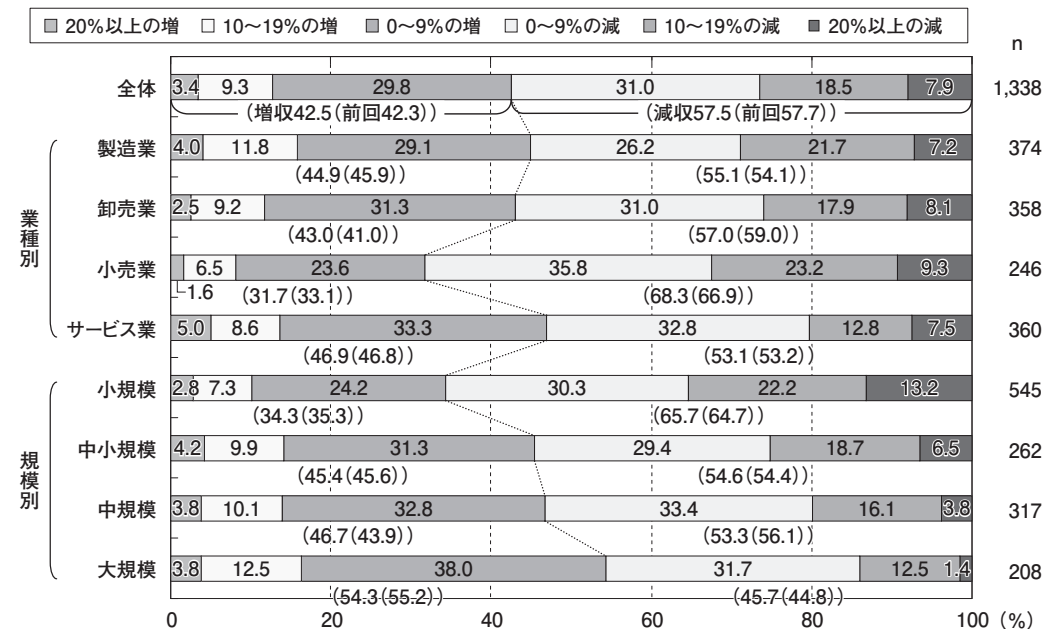 20%以上の増 10～19%の増 0～9%の増 0～9%の減 10～19%の減 20%以上の減
n
全体 3.4 9.3 29.8 31.0 18.5 7.9 1,338
(増収42.5(前回42.3)) (減収57.5(前回57.7))
業種別
製造業 4.0 11.8 29.1 26.2 21.7 7.2 374
(44.9(45.9)) (55.1(54.1))
卸売業 2.5 9.2 31.3 31.0 17.9 8.1 358
(43.0(41.0)) (57.0(59.0))
小売業 6.5 23.6 35.8 23.2 9.3 246
1.6 (31.7(33.1)) (68.3(66.9))
サービス業 5.0 8.6 33.3 32.8 12.8 7.5 360
(46.9(46.8)) (53.1(53.2))
規模別
小規模 2.8 7.3 24.2 30.3 22.2 13.2 545
(34.3(35.3)) (65.7(64.7))
中小規模 4.2 9.9 31.3 29.4 18.7 6.5 262
(45.4(45.6)) (54.6(54.4))
中規模 3.8 10.1 32.8 33.4 16.1 3.8 317
(46.7(43.9)) (53.3(56.1))
大規模 3.8 12.5 38.0 31.7 12.5 1.4 208
(54.3(55.2)) (45.7(44.8))
0 20 40 60 80 100 (%)